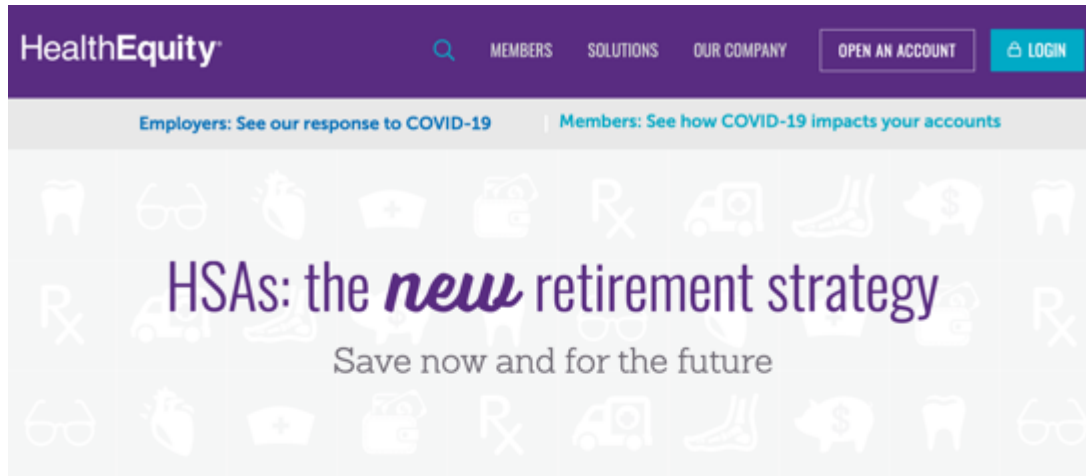 HealthEquity
MEMBERS SOLUTIONS OUR COMPANY OPEN AN ACCOUNT LOGIN
Employers: See our response to COVID-19 | Members: See how COVID-19 impacts your accounts
HSAs: the new retirement strategy
Save now and for the future